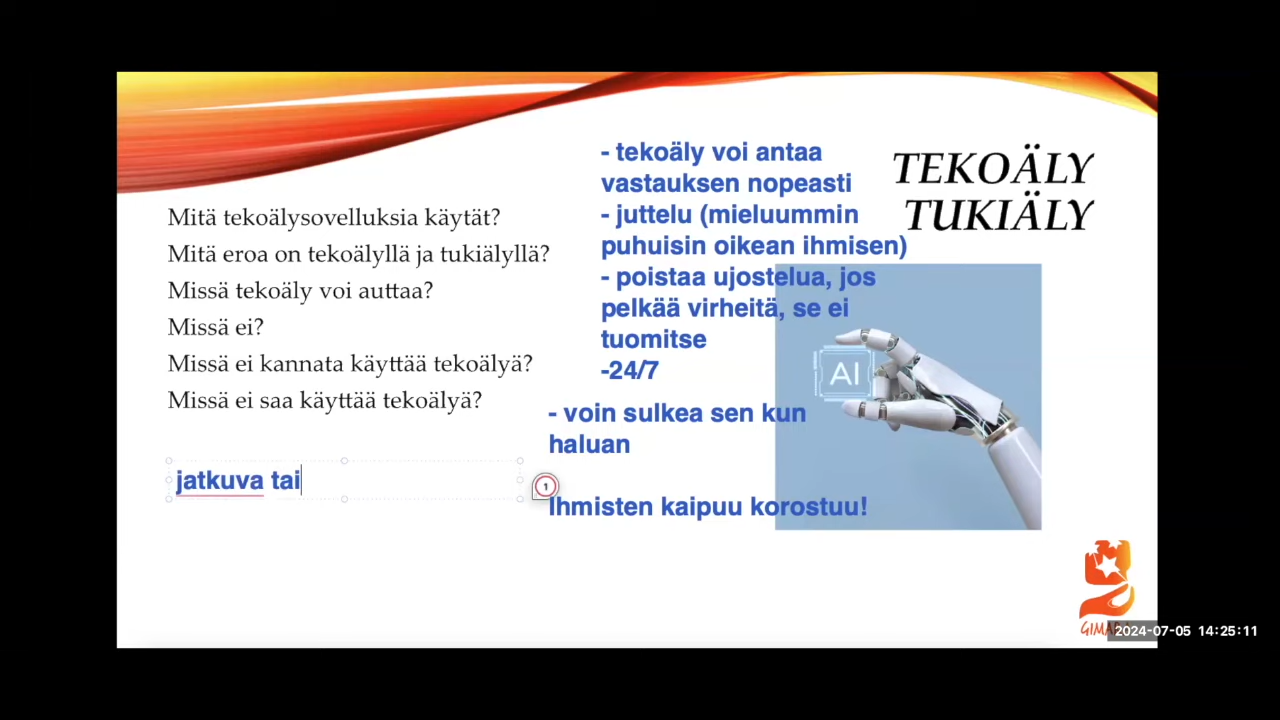 Mitä tekoälysovelluksia käytät?
Mitä eroa on tekoälyllä ja tukiälyllä?
Missä tekoäly voi auttaa?
Missä ei?
Missä ei kannata käyttää tekoälyä?
Missä ei saa käyttää tekoälyä?
jatkuva tai
1
- tekoäly voi antaa
vastauksen nopeasti
- juttelu (mieluummin
puhuisin oikean ihmisen)
- poistaa ujostelua, jos
pelkää virheitä, se ei
tuomitse
-24/7
- voin sulkea sen kun
haluan
Ihmisten kaipuu korostuu!
TEKOÄLY
TUKIÄLY
AI
2024-07-05 14:25:11